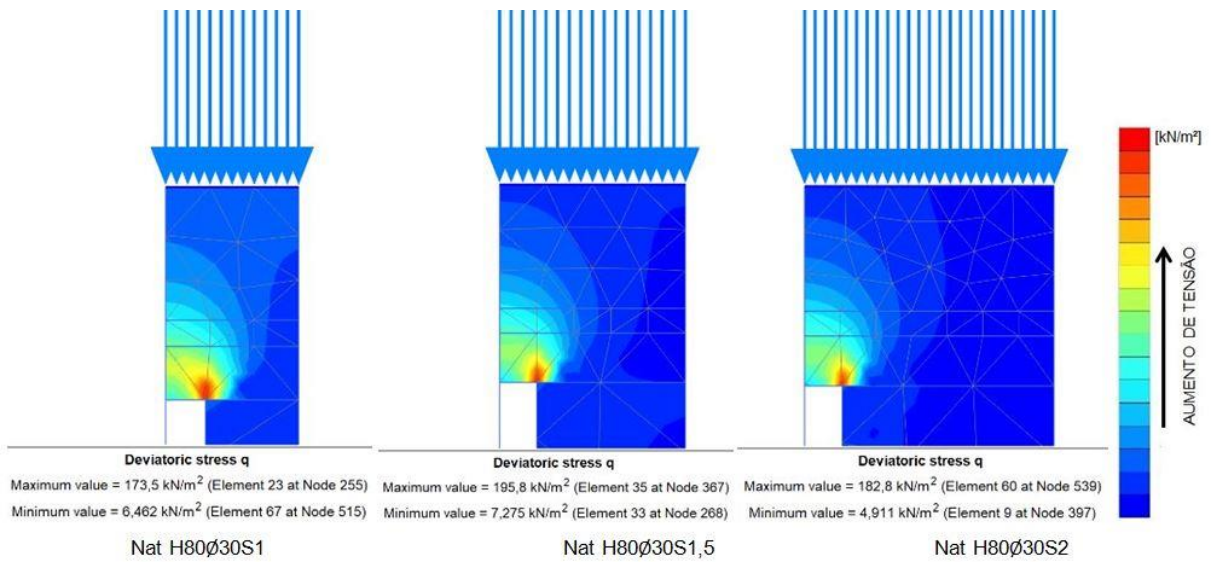 [kN/m²]
AUMENTO DE TENSÃO
Deviatoric stress q
Maximum value = 173,5 kN/m² (Element 23 at Node 255)
Minimum value = 6,462 kN/m² (Element 67 at Node 515)
Nat H80Ø30S1
Deviatoric stress q
Maximum value = 195,8 kN/m² (Element 35 at Node 367)
Minimum value = 7,275 kN/m² (Element 33 at Node 268)
Nat H80Ø30S1,5
Deviatoric stress q
Maximum value = 182,8 kN/m² (Element 60 at Node 539)
Minimum value = 4,911 kN/m² (Element 9 at Node 397)
Nat H80Ø30S2